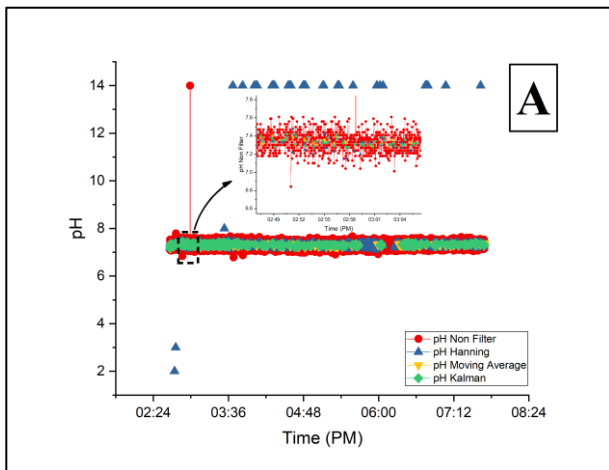 A
14
12
10
8
6
4
2
pH
02:24
03:36
04:48
06:00
07:12
08:24
Time (PM)
7.8
7.6
7.4
7.2
7.0
6.8
6.6
pH Non Filter
02:49
02:52
02:55
02:58
03:01
03:04
Time (PM)
pH Non Filter
pH Hanning
pH Moving Average
pH Kalman